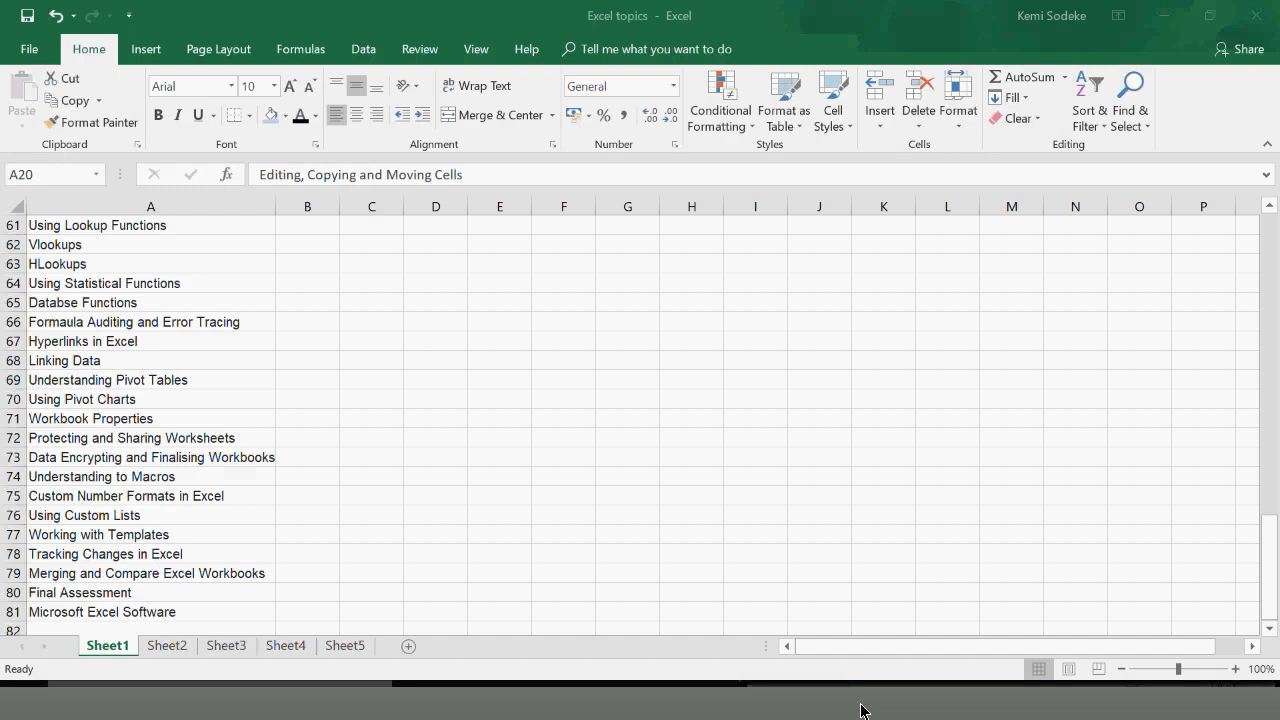 Excel topics - Excel
Kemi Sodeke
File Home Insert Page Layout Formulas Data Review View Help Tell me what you want to do Share
Paste
Cut
Copy
Format Painter
Clipboard
Arial 10
A A
B I U A
Font
ab Wrap Text
Merge & Center
Alignment
General
% , .0 .00 .00 .0
Number
Conditional Formatting
Format as Table
Cell Styles
Styles
Insert
Delete
Format
Cells
AutoSum
Fill
Clear
Sort & Filter
Find & Select
Editing
A20 fx Editing, Copying and Moving Cells
A B C D E F G H I J K L M N O P
61 Using Lookup Functions
62 Vlookups
63 HLookups
64 Using Statistical Functions
65 Databse Functions
66 Formaula Auditing and Error Tracing
67 Hyperlinks in Excel
68 Linking Data
69 Understanding Pivot Tables
70 Using Pivot Charts
71 Workbook Properties
72 Protecting and Sharing Worksheets
73 Data Encrypting and Finalising Workbooks
74 Understanding to Macros
75 Custom Number Formats in Excel
76 Using Custom Lists
77 Working with Templates
78 Tracking Changes in Excel
79 Merging and Compare Excel Workbooks
80 Final Assessment
81 Microsoft Excel Software
82
Sheet1 Sheet2 Sheet3 Sheet4 Sheet5
Ready
100%